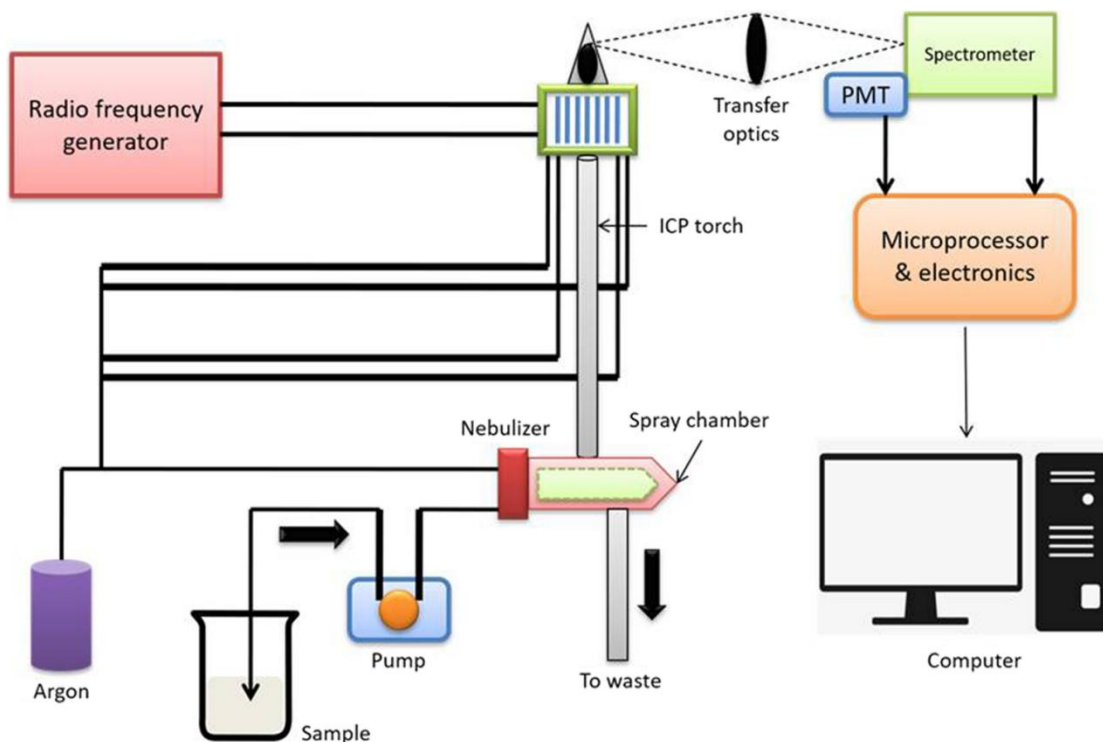 Radio frequency
generator
Transfer
optics
Spectrometer
PMT
ICP torch
Microprocessor
& electronics
Nebulizer
Spray chamber
Argon
Sample
Pump
To waste
Computer